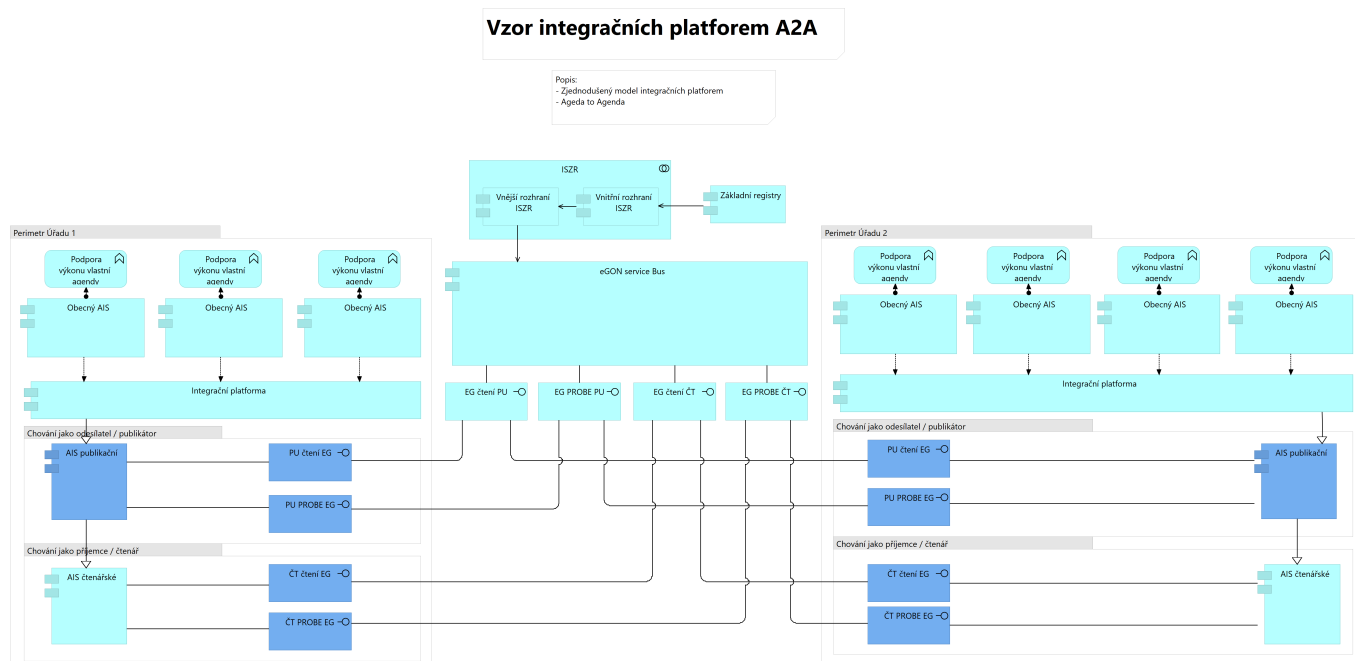 Vzor integračních platforem A2A
Popis:
- Zjednodušený model integračních platforem
- Ageda to Agenda
ISZR
Vnější rozhraní
ISZR
Vnitřní rozhraní
ISZR
Základní registry
eGON service Bus
EG čtení PU
EG PROBE PU
EG čtení ČT
EG PROBE ČT
Perimetr Úřadu 1
Podpora
výkonu vlastní
agendy
Podpora
výkonu vlastní
agendy
Podpora
výkonu vlastní
agendy
Obecný AIS
Obecný AIS
Obecný AIS
Integrační platforma
Chování jako odesílatel / publikátor
AIS publikační
PU čtení EG
PU PROBE EG
Chování jako příjemce / čtenář
AIS čtenářské
ČT čtení EG
ČT PROBE EG
Perimetr Úřadu 2
Podpora
výkonu vlastní
agendy
Podpora
výkonu vlastní
agendy
Podpora
výkonu vlastní
agendy
Podpora
výkonu vlastní
agendy
Obecný AIS
Obecný AIS
Obecný AIS
Obecný AIS
Integrační platforma
Chování jako odesílatel / publikátor
PU čtení EG
AIS publikační
PU PROBE EG
Chování jako příjemce / čtenář
ČT čtení EG
AIS čtenářské
ČT PROBE EG